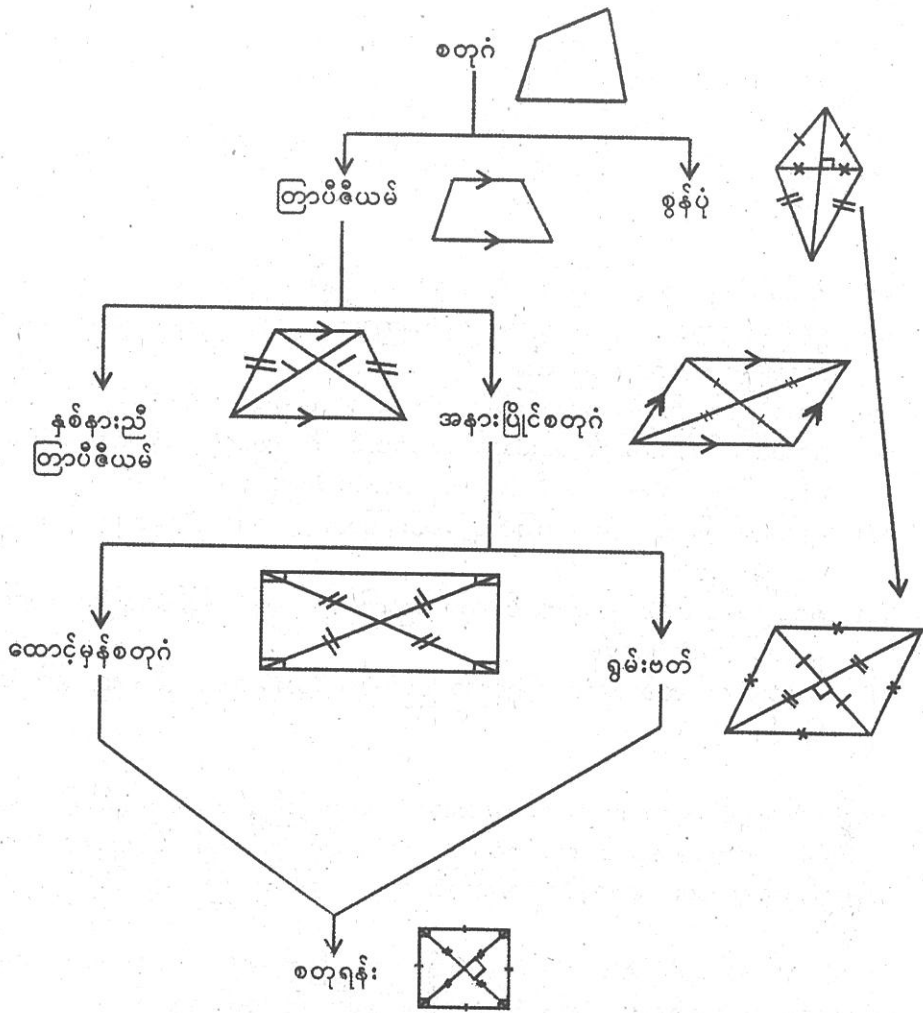 စတုဂံ
တြာပီဇီယမ်
စွန်ပုံ
နှစ်နားညီ
တြာပီဇီယမ်
အနားပြိုင်စတုဂံ
ထောင့်မှန်စတုဂံ
ရွမ်းဗတ်
စတုရန်း